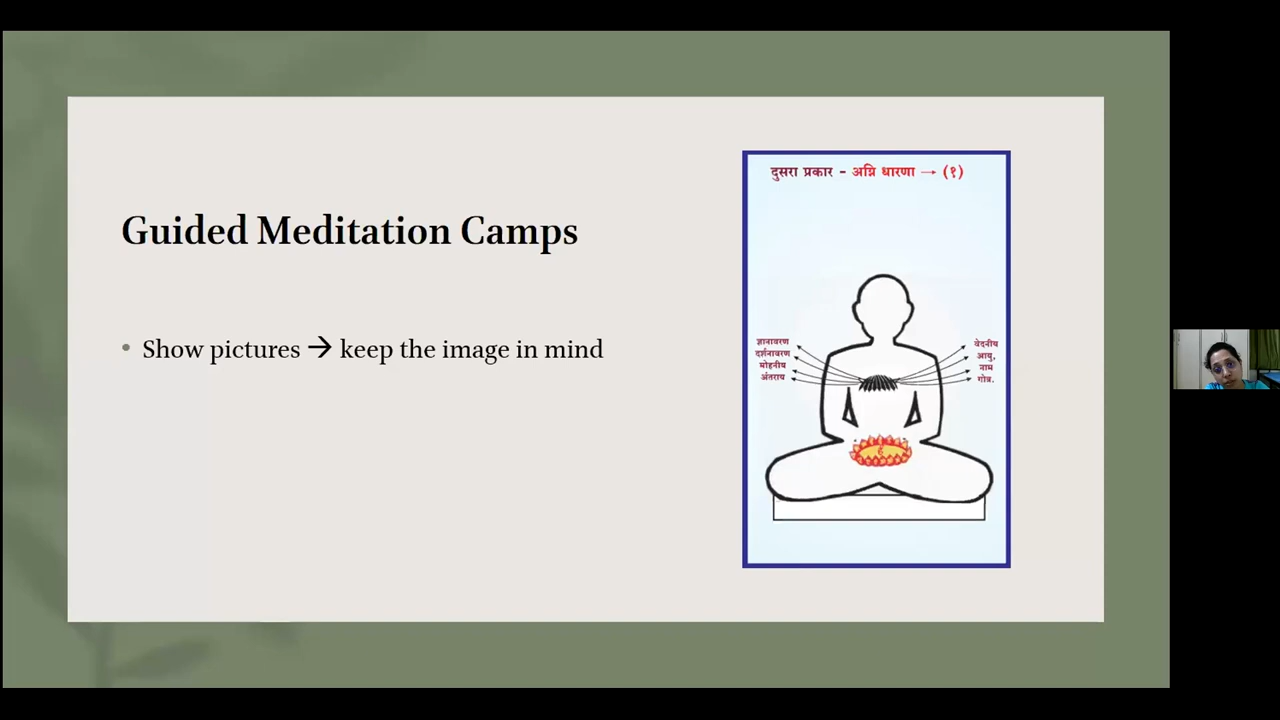 Guided Meditation Camps
• Show pictures → keep the image in mind
दुसरा प्रकार - अग्नि धारणा → (१)
ज्ञानावरण
दर्शनावरण
मोहनीय
अंतराय
वेदनीय
आयु,
नाम
गोत्र.